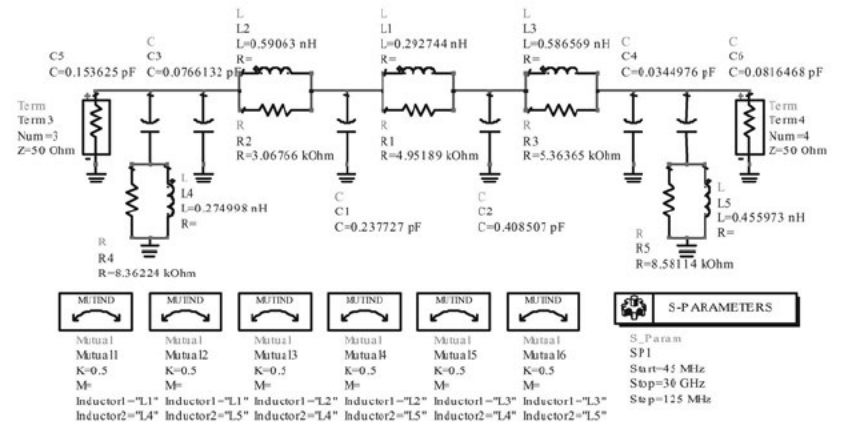 L
L2
L=0.59063 nH
R=
L
L1
L=0.292744 nH
R=
L
L3
L=0.586569 nH
R=
C5
C=0.153625 pF
C
C3
C=0.0766132 pF
C
C4
C=0.0344976 pF
C
C6
C=0.0816468 pF
Term
Term3
Num=3
Z=50 Ohm
R
R2
R=3.06766 kOhm
R
R1
R=4.95189 kOhm
R
R3
R=5.36365 kOhm
Term
Term4
Num=4
Z=50 Ohm
L
L4
L=0.274998 nH
R=
C
C1
C=0.237727 pF
C
C2
C=0.408507 pF
L
L5
L=0.455973 nH
R=
R
R4
R=8.36224 kOhm
R
R5
R=8.58114 kOhm
MUTIND
MUTIND
MUTIND
MUTIND
MUTIND
MUTIND
S-PARAMETERS
Mutual
Mutual1
K=0.5
M=
Inductor1="L1"
Inductor2="L4"
Mutual
Mutual2
K=0.5
M=
Inductor1="L1"
Inductor2="L5"
Mutual
Mutual3
K=0.5
M=
Inductor1="L2"
Inductor2="L4"
Mutual
Mutual4
K=0.5
M=
Inductor1="L2"
Inductor2="L5"
Mutual
Mutual5
K=0.5
M=
Inductor1="L3"
Inductor2="L4"
Mutual
Mutual6
K=0.5
M=
Inductor1="L3"
Inductor2="L5"
S_Param
SP1
Start=45 MHz
Stop=30 GHz
Step=125 MHz